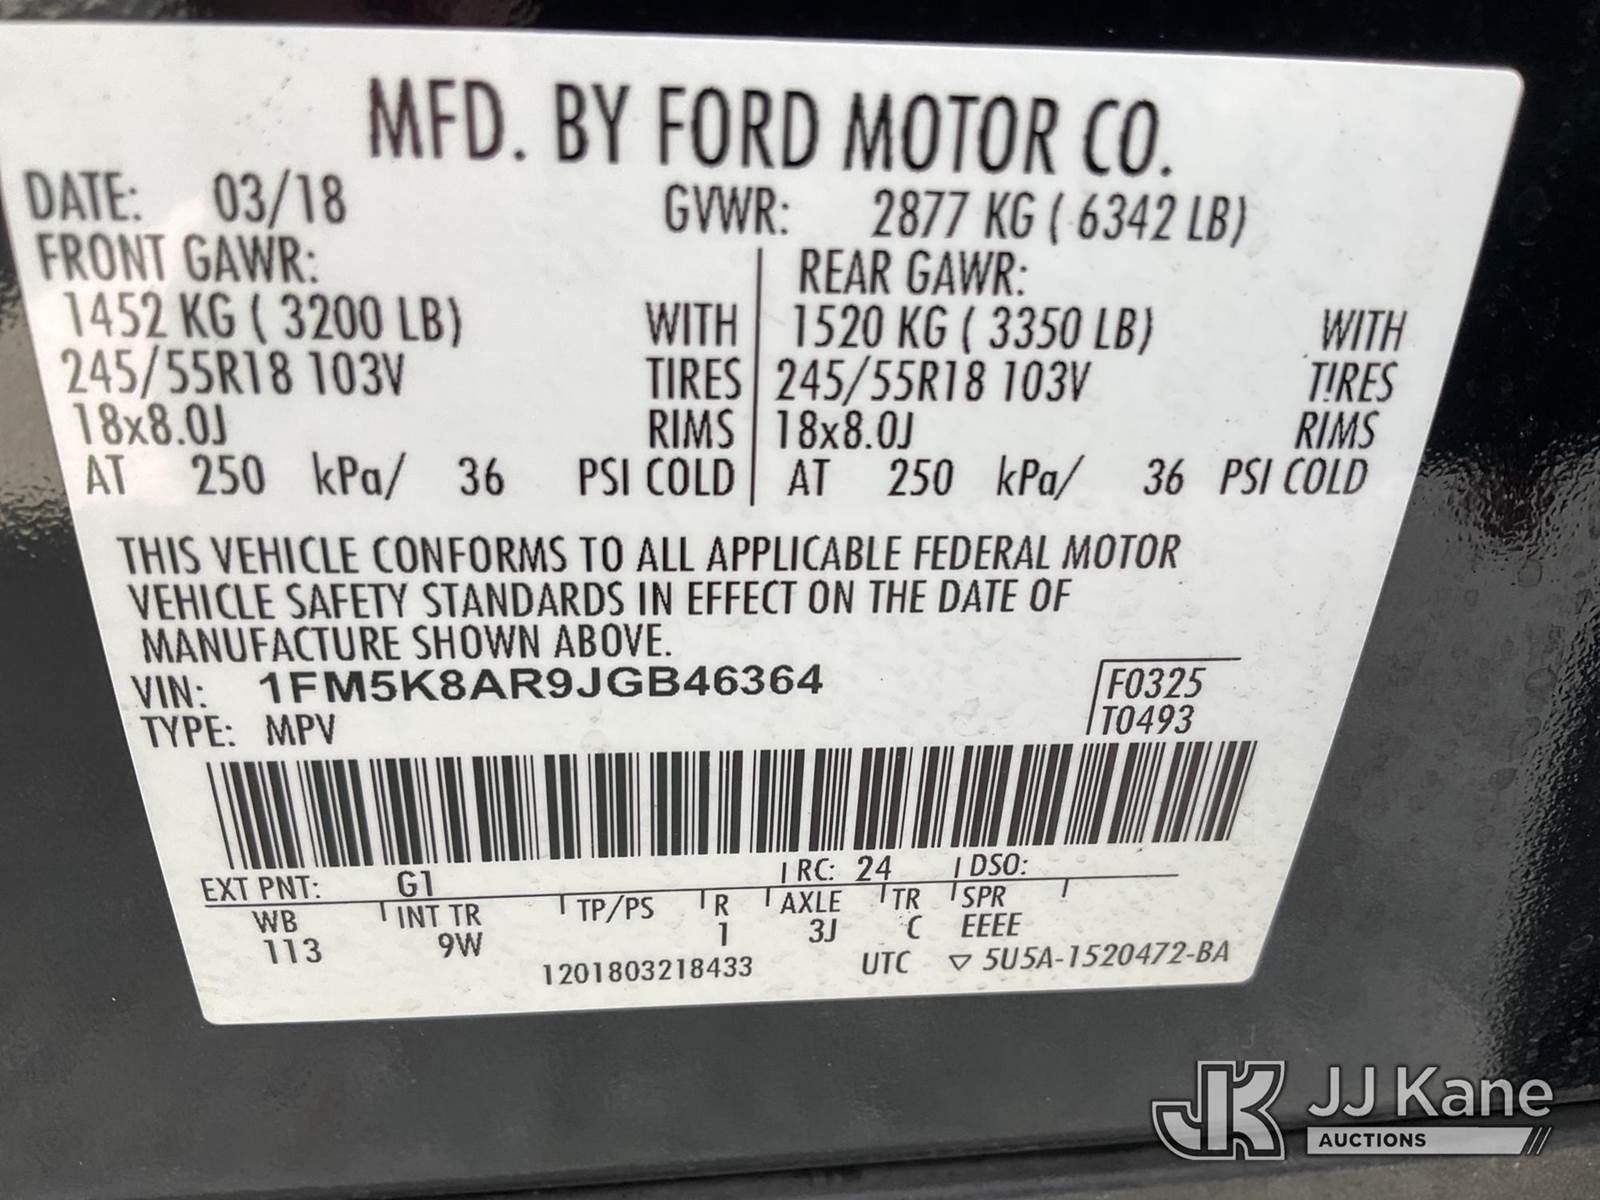 MFD. BY FORD MOTOR CO.
DATE: 03/18 GVWR: 2877 KG ( 6342 LB)
FRONT GAWR: REAR GAWR:
1452 KG ( 3200 LB) WITH 1520 KG ( 3350 LB) WITH
245/55R18 103V TIRES 245/55R18 103V TIRES
18x8.0J RIMS 18x8.0J RIMS
AT 250 kPa/ 36 PSI COLD AT 250 kPa/ 36 PSI COLD
THIS VEHICLE CONFORMS TO ALL APPLICABLE FEDERAL MOTOR
VEHICLE SAFETY STANDARDS IN EFFECT ON THE DATE OF
MANUFACTURE SHOWN ABOVE.
VIN: 1FM5K8AR9JGB46364 F0325
TYPE: MPV T0493
EXT PNT: G1 RC: 24 DSO:
WB INT TR TP/PS R AXLE TR SPR
113 9W 1 3J C EEEE
1201803218433 UTC ▽ 5U5A-1520472-BA
JK JJ Kane
AUCTIONS